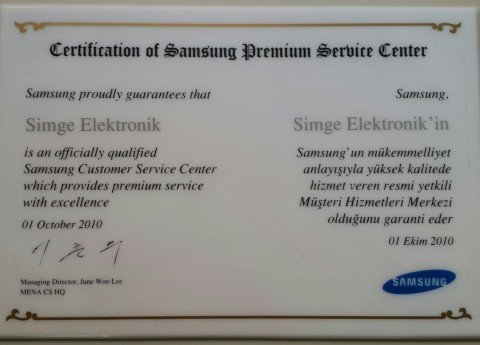 Certification of Samsung Premium Service Center
Samsung proudly guarantees that
Simge Elektronik
is an officially qualified
Samsung Customer Service Center
which provides premium service
with excellence
01 October 2010
이 준 우
Managing Director, June Woo Lee
MENA CS HQ
Samsung,
Simge Elektronik'in
Samsung'un mükemmelliyet
anlayışıyla yüksek kalitede
hizmet veren resmi yetkili
Müşteri Hizmetleri Merkezi
olduğunu garanti eder
01 Ekim 2010
SAMSUNG